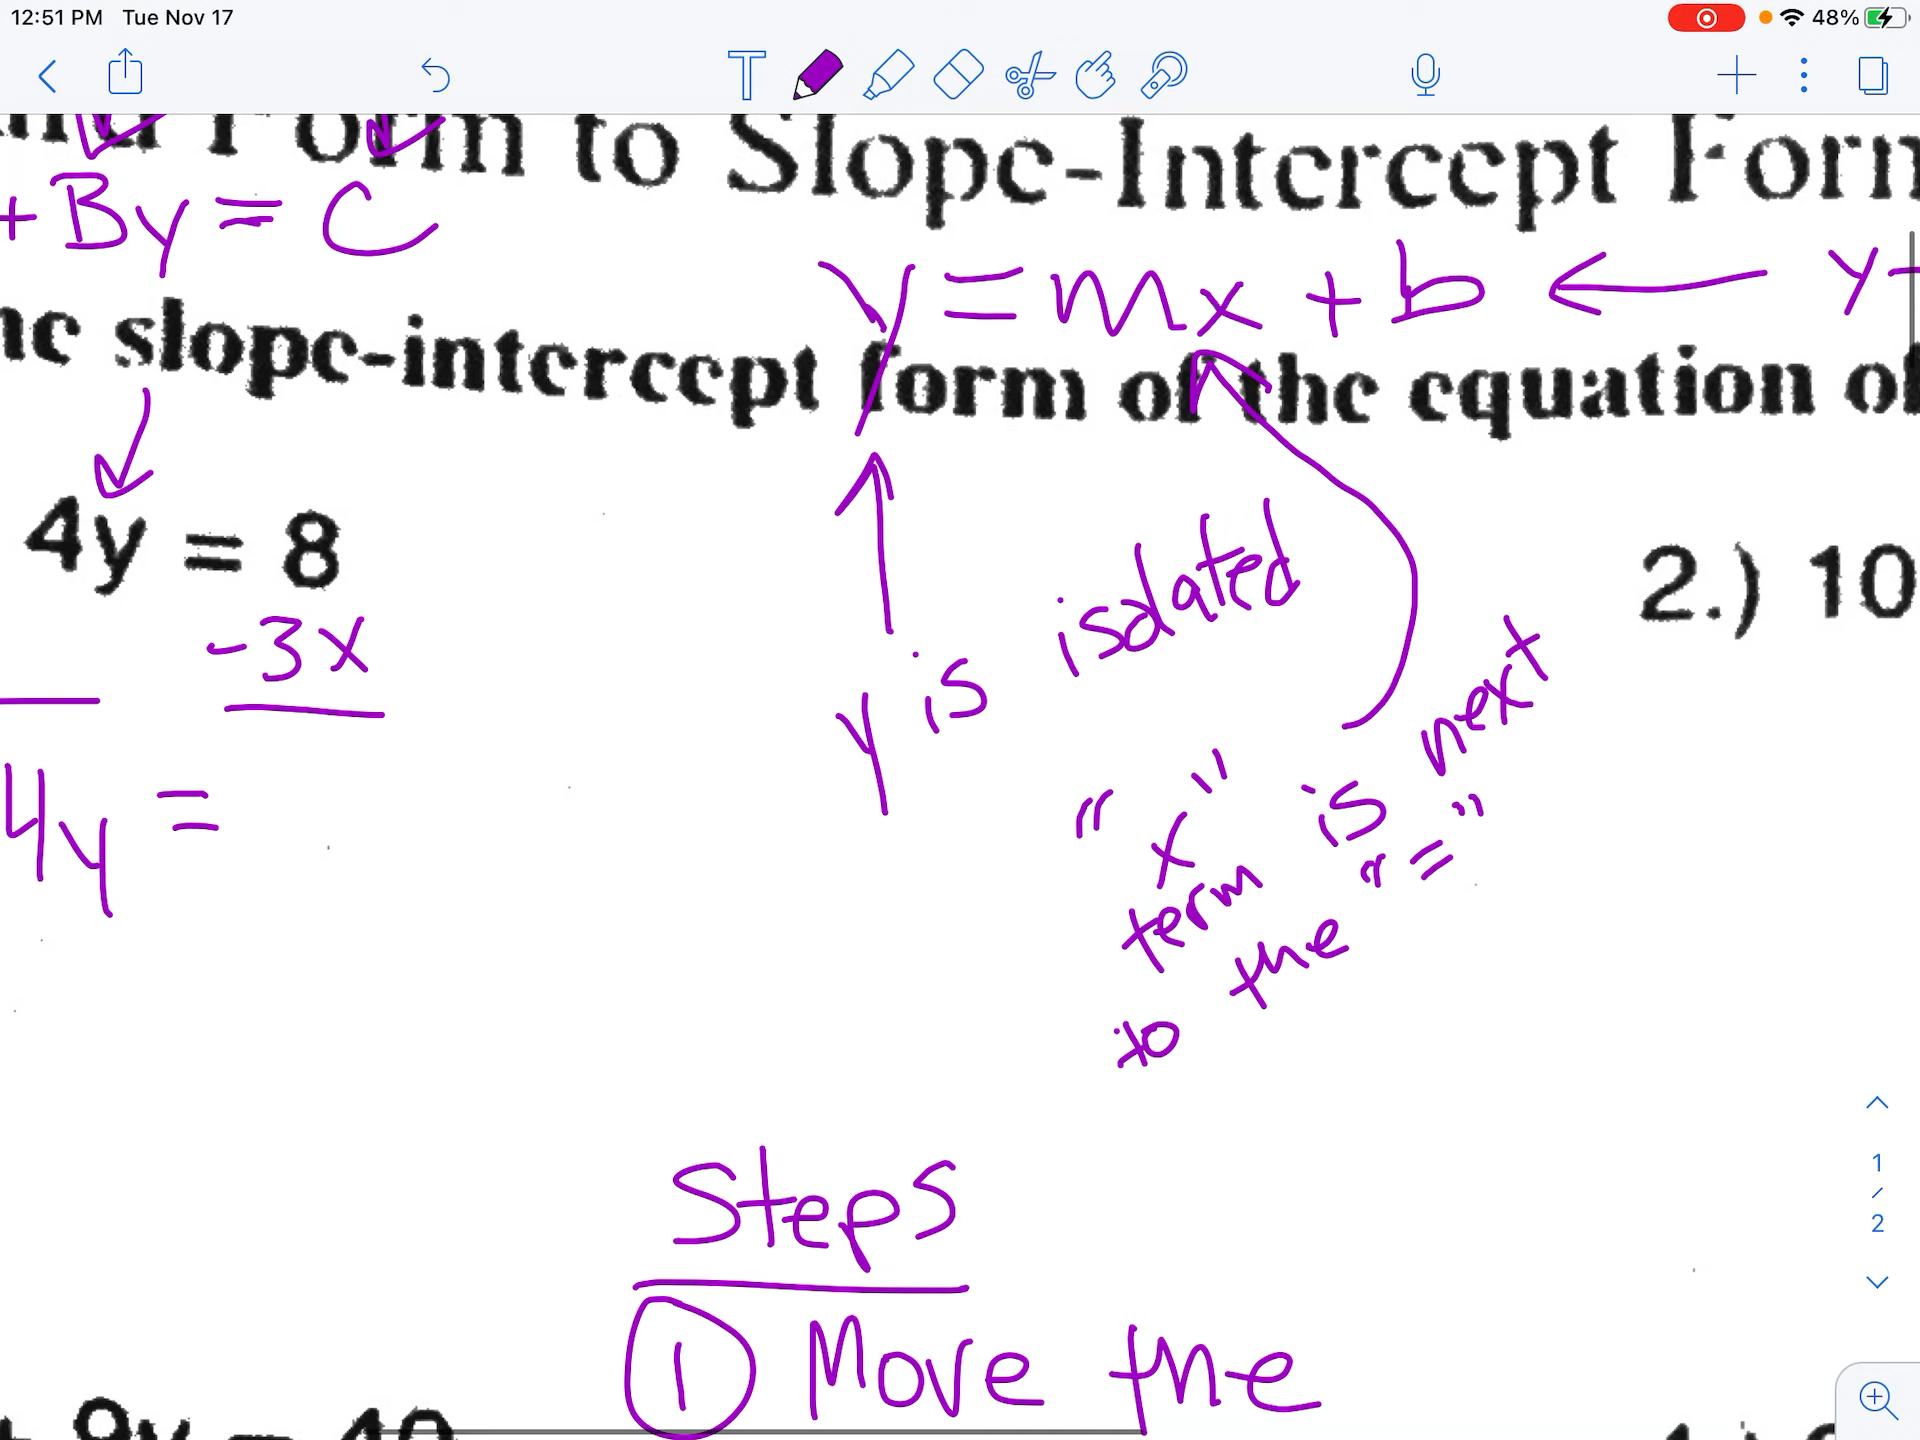 12:51 PM Tue Nov 17
48%
Form to Slope-Intercept Form
+ By = C
y = mx + b ← y-
slope-intercept form of the equation of
4y = 8
2.) 10
-3x
y is isolated
4y =
"x" term is next to the "="
1
/
2
Steps
① Move the
+ 9y = 40